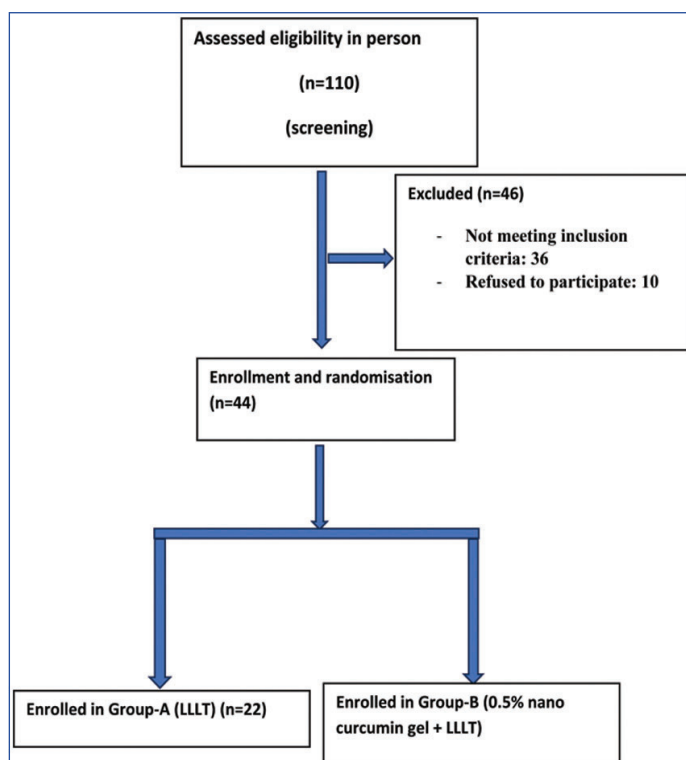 Assessed eligibility in person
(n=110)
(screening)
Excluded (n=46)
- Not meeting inclusion
criteria: 36
- Refused to participate: 10
Enrollment and randomisation
(n=44)
Enrolled in Group-A (LLLT) (n=22)
Enrolled in Group-B (0.5% nano
curcumin gel + LLLT)